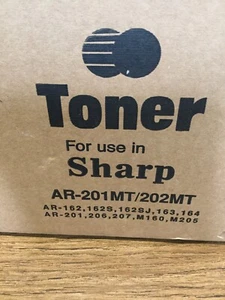 Toner
For use in
Sharp
AR-201MT/202MT
AR-162,162S,162SJ,163,164
AR-201,206,207,M160,M205